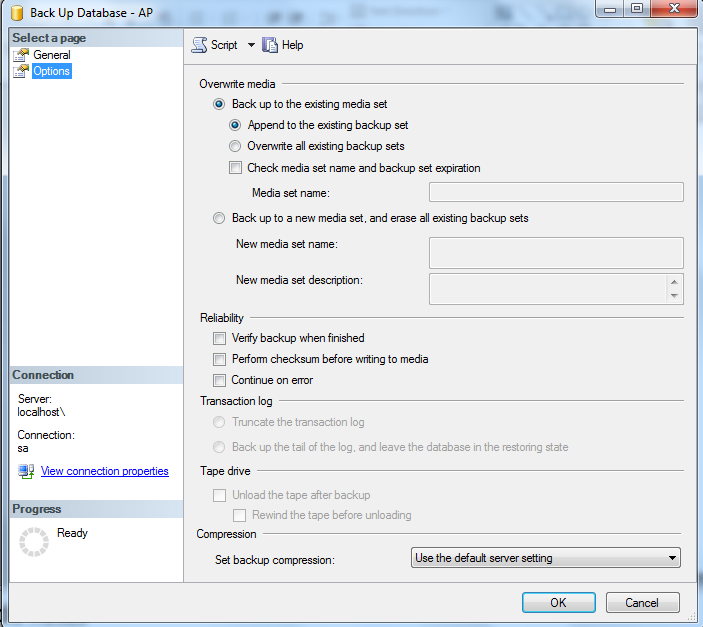 Back Up Database - AP
Select a page
General
Options
Script
Help
Overwrite media
Back up to the existing media set
Append to the existing backup set
Overwrite all existing backup sets
Check media set name and backup set expiration
Media set name:
Back up to a new media set, and erase all existing backup sets
New media set name:
New media set description:
Reliability
Verify backup when finished
Perform checksum before writing to media
Continue on error
Transaction log
Truncate the transaction log
Back up the tail of the log, and leave the database in the restoring state
Tape drive
Unload the tape after backup
Rewind the tape before unloading
Compression
Set backup compression:
Use the default server setting
Connection
Server:
localhost\
Connection:
sa
View connection properties
Progress
Ready
OK
Cancel